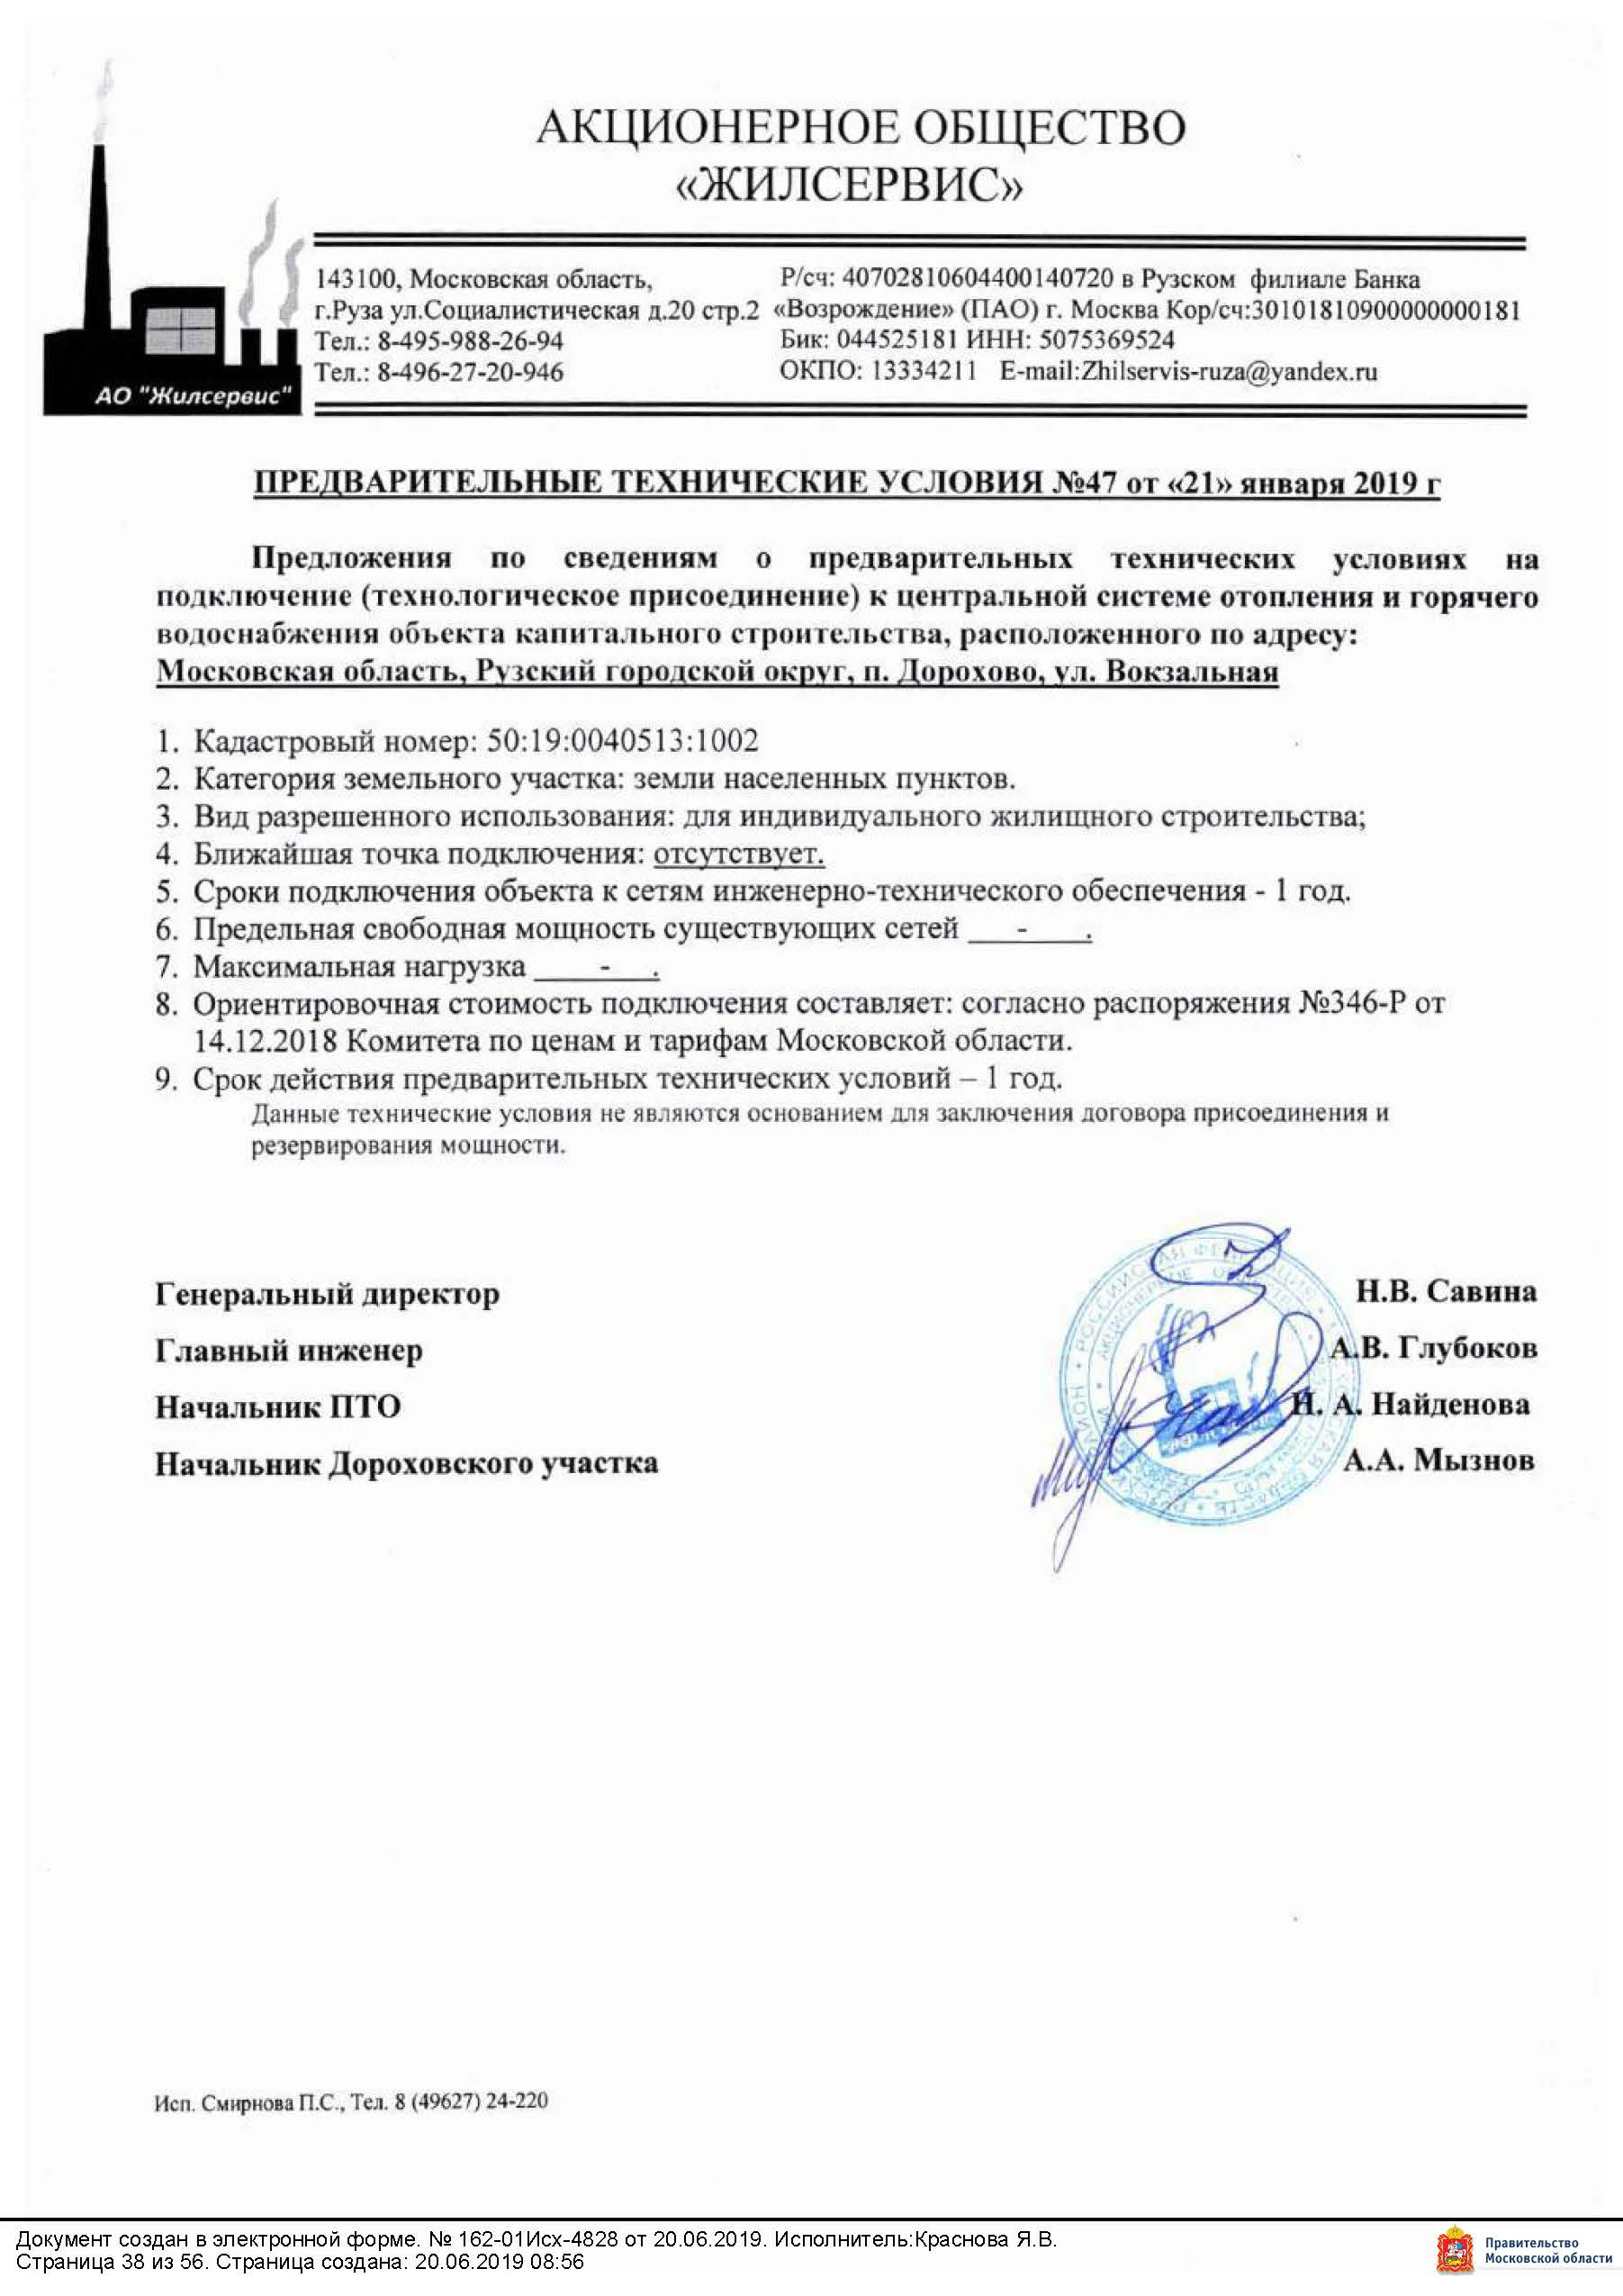 АКЦИОНЕРНОЕ ОБЩЕСТВО
«ЖИЛСЕРВИС»
АО "Жилсервис"
143100, Московская область,
г.Руза ул.Социалистическая д.20 стр.2
Тел.: 8-495-988-26-94
Тел.: 8-496-27-20-946
Р/сч: 40702810604400140720 в Рузском филиале Банка
«Возрождение» (ПАО) г. Москва Кор/сч:30101810900000000181
Бик: 044525181 ИНН: 5075369524
ОКПО: 13334211 E-mail:Zhilservis-ruza@yandex.ru
ПРЕДВАРИТЕЛЬНЫЕ ТЕХНИЧЕСКИЕ УСЛОВИЯ №47 от «21» января 2019 г
Предложения по сведениям о предварительных технических условиях на
подключение (технологическое присоединение) к центральной системе отопления и горячего
водоснабжения объекта капитального строительства, расположенного по адресу:
Московская область, Рузский городской округ, п. Дорохово, ул. Вокзальная
1. Кадастровый номер: 50:19:0040513:1002
2. Категория земельного участка: земли населенных пунктов.
3. Вид разрешенного использования: для индивидуального жилищного строительства;
4. Ближайшая точка подключения: отсутствует.
5. Сроки подключения объекта к сетям инженерно-технического обеспечения - 1 год.
6. Предельная свободная мощность существующих сетей ___-____.
7. Максимальная нагрузка ____-___.
8. Ориентировочная стоимость подключения составляет: согласно распоряжения №346-Р от
14.12.2018 Комитета по ценам и тарифам Московской области.
9. Срок действия предварительных технических условий – 1 год.
Данные технические условия не являются основанием для заключения договора присоединения и
резервирования мощности.
Генеральный директор Н.В. Савина
Главный инженер А.В. Глубоков
Начальник ПТО Н. А. Найденова
Начальник Дороховского участка А.А. Мызнов
Исп. Смирнова П.С., Тел. 8 (49627) 24-220
Документ создан в электронной форме. № 162-01Исх-4828 от 20.06.2019. Исполнитель:Краснова Я.В.
Страница 38 из 56. Страница создана: 20.06.2019 08:56
Правительство
Московской области